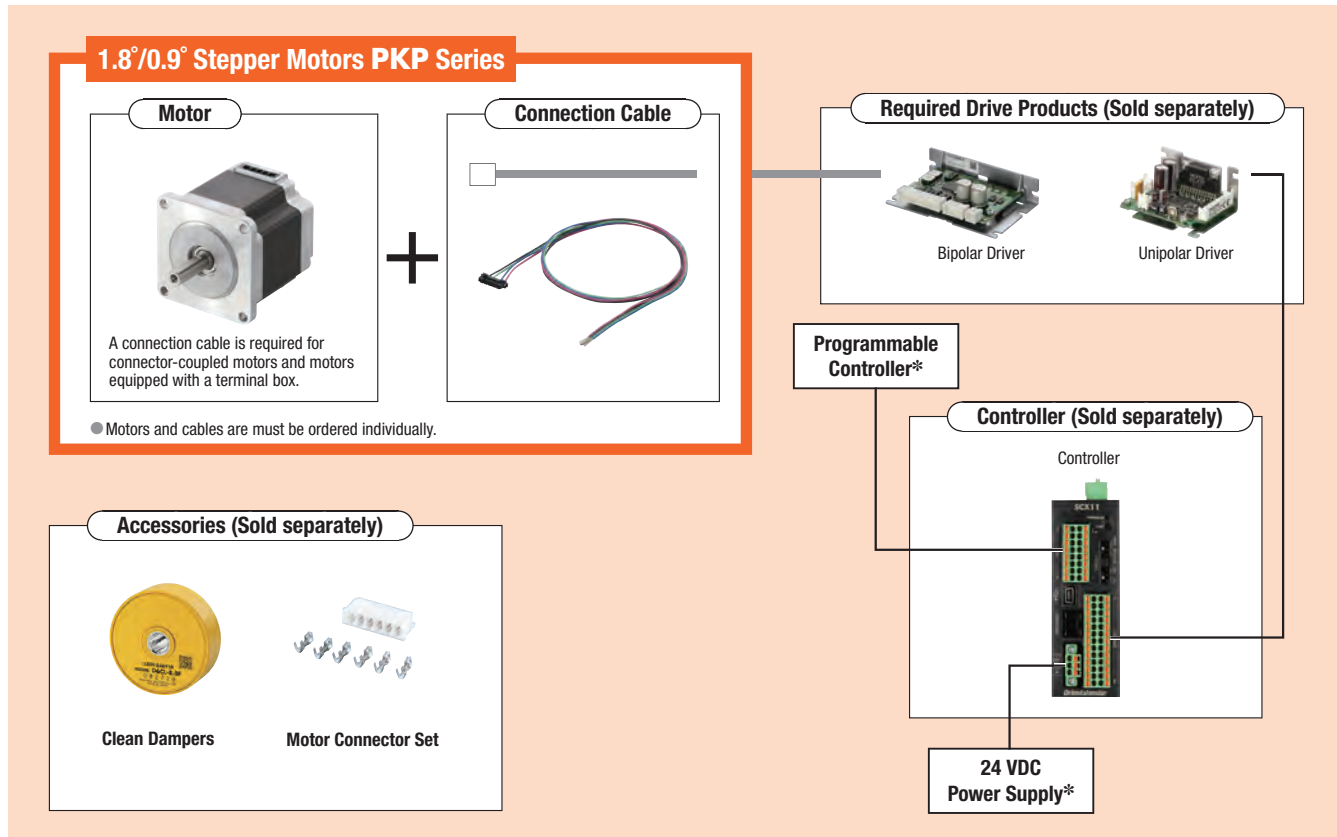 1.8˚/0.9˚ Stepper Motors PKP Series
Motor
A connection cable is required for
connector-coupled motors and motors
equipped with a terminal box.
Connection Cable
● Motors and cables are must be ordered individually.
Required Drive Products (Sold separately)
Bipolar Driver
Unipolar Driver
Programmable
Controller*
Controller (Sold separately)
Controller
SCX11
Orientalmotor
24 VDC
Power Supply*
Accessories (Sold separately)
Clean Dampers
Motor Connector Set